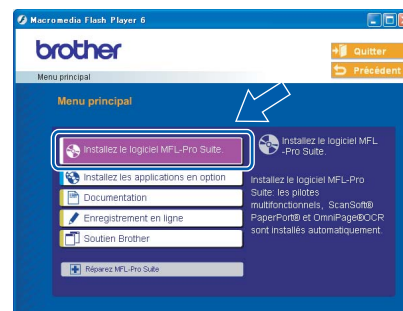 Macromedia Flash Player 6
brother
Quitter
Précédent
Menu principal
Menu principal
Installez le logiciel MFL-Pro Suite.
Installez les applications en option
Documentation
Enregistrement en ligne
Soutien Brother
Réparez MFL-Pro Suite
Installez le logiciel MFL
-Pro Suite.
Installez le logiciel MFL-Pro
Suite: les pilotes
multifonctionnels, ScanSoft®
PaperPort® et OmniPage®OCR
sont installés automatiquement.